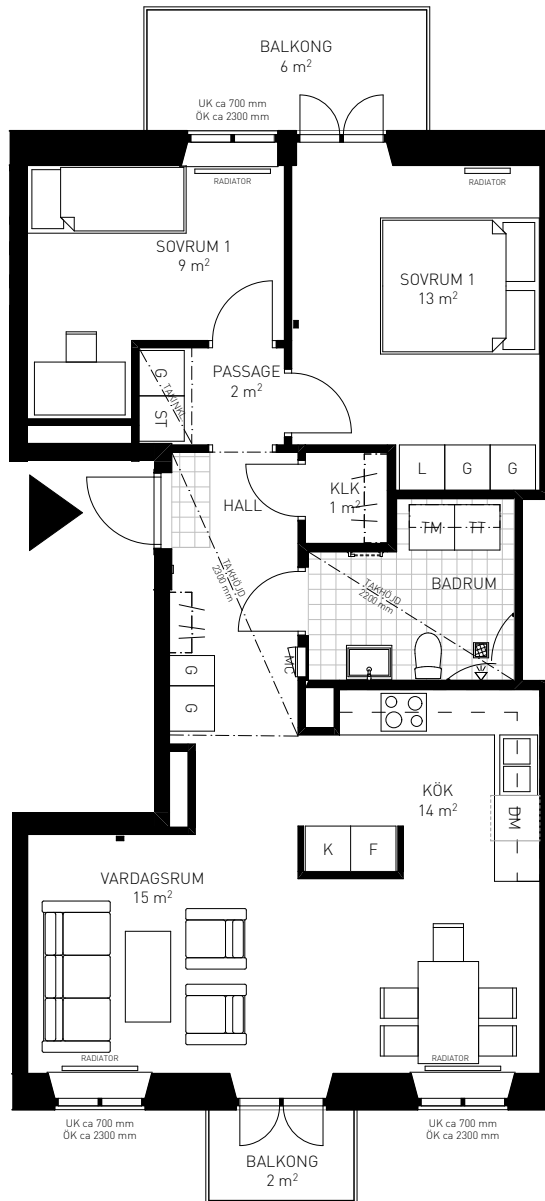 BALKONG
6 m²
UK ca 700 mm
ÖK ca 2300 mm
RADIATOR
RADIATOR
SOVRUM 1
9 m²
SOVRUM 1
13 m²
G
ST
TAKINKL
PASSAGE
2 m²
L
G
G
HALL
KLK
1 m²
TM
TT
BADRUM
TAKHÖJD
2300 mm
TAKHÖJD
2200 mm
G
G
MC
KÖK
14 m²
DM
K
F
VARDAGSRUM
15 m²
RADIATOR
RADIATOR
UK ca 700 mm
ÖK ca 2300 mm
UK ca 700 mm
ÖK ca 2300 mm
BALKONG
2 m²